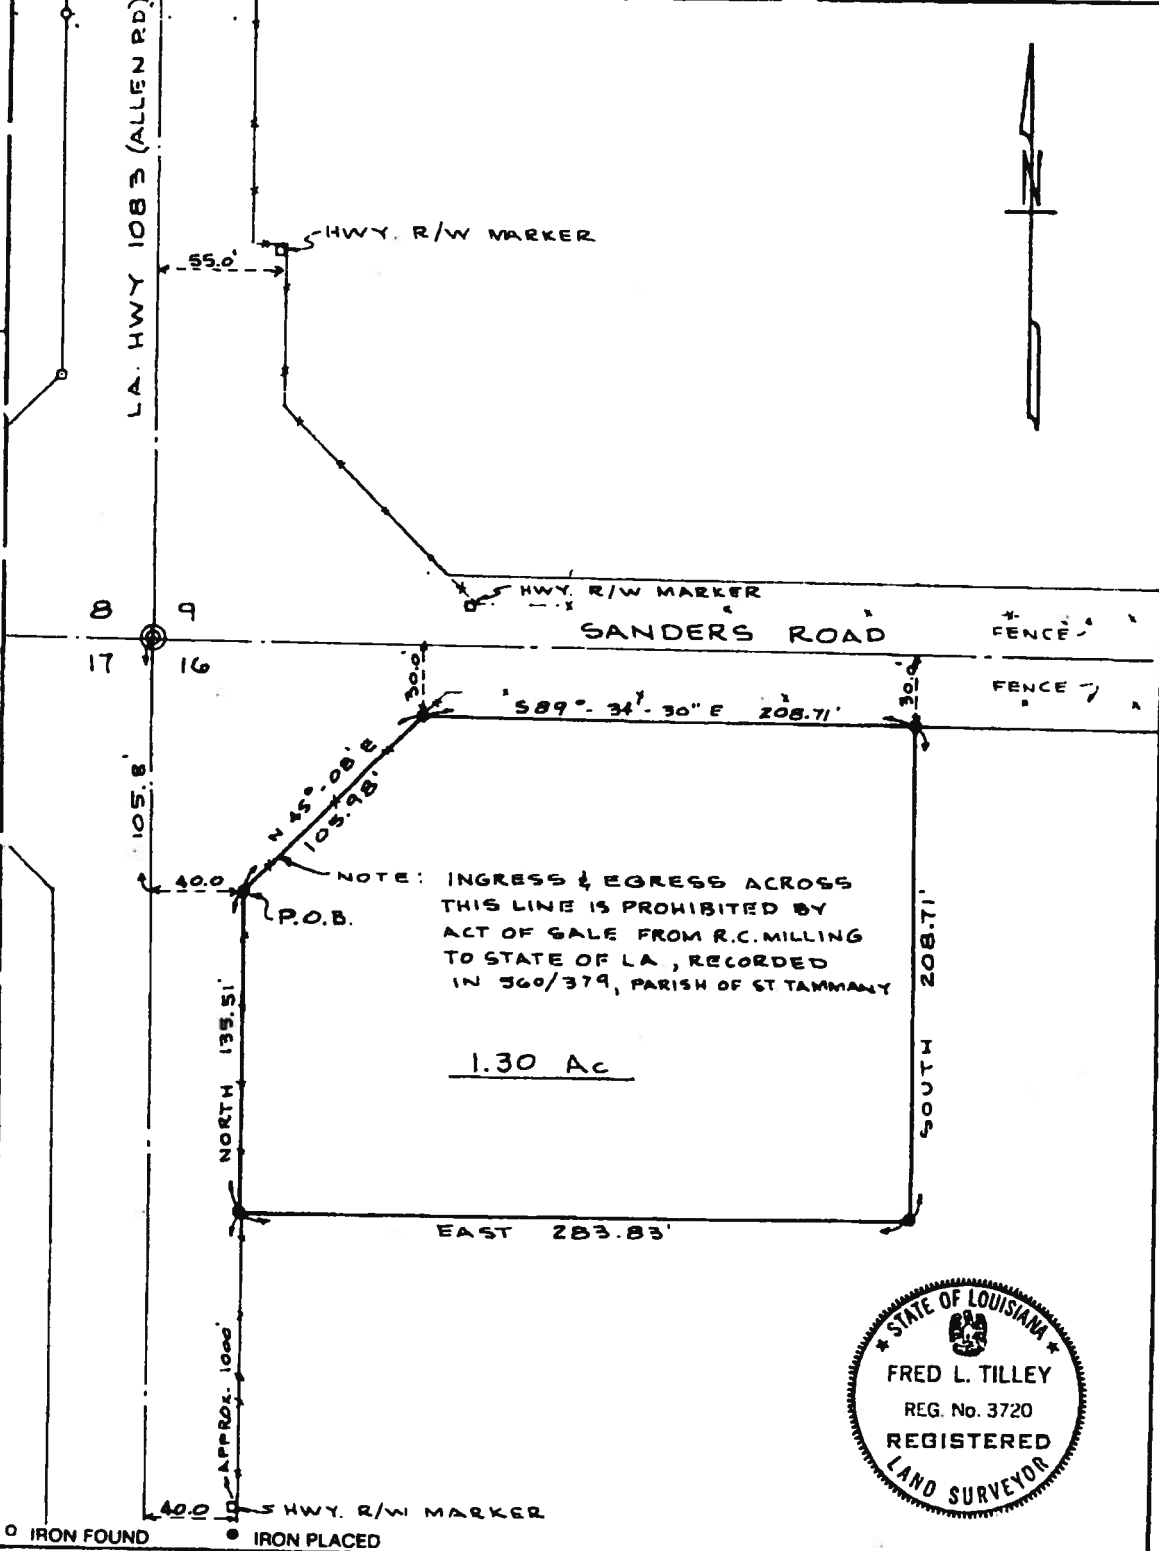 LA. HWY 1083 (ALLEN RD)
N
HWY. R/W MARKER
55.0'
HWY. R/W MARKER
8 9
SANDERS ROAD
FENCE
17 16
30.0'
30.0'
FENCE
S89°-34'-30" E 208.71'
N 45°-08' E
105.98'
105.8'
40.0
P.O.B.
NOTE: INGRESS & EGRESS ACROSS
THIS LINE IS PROHIBITED BY
ACT OF SALE FROM R.C. MILLING
TO STATE OF LA, RECORDED
IN 560/379, PARISH OF ST TAMMANY
NORTH 135.51'
SOUTH 208.71'
1.30 Ac
EAST 283.83'
APPROX. 1000'
40.0
HWY. R/W MARKER
STATE OF LOUISIANA
FRED L. TILLEY
REG. No. 3720
REGISTERED
LAND SURVEYOR
IRON FOUND
IRON PLACED